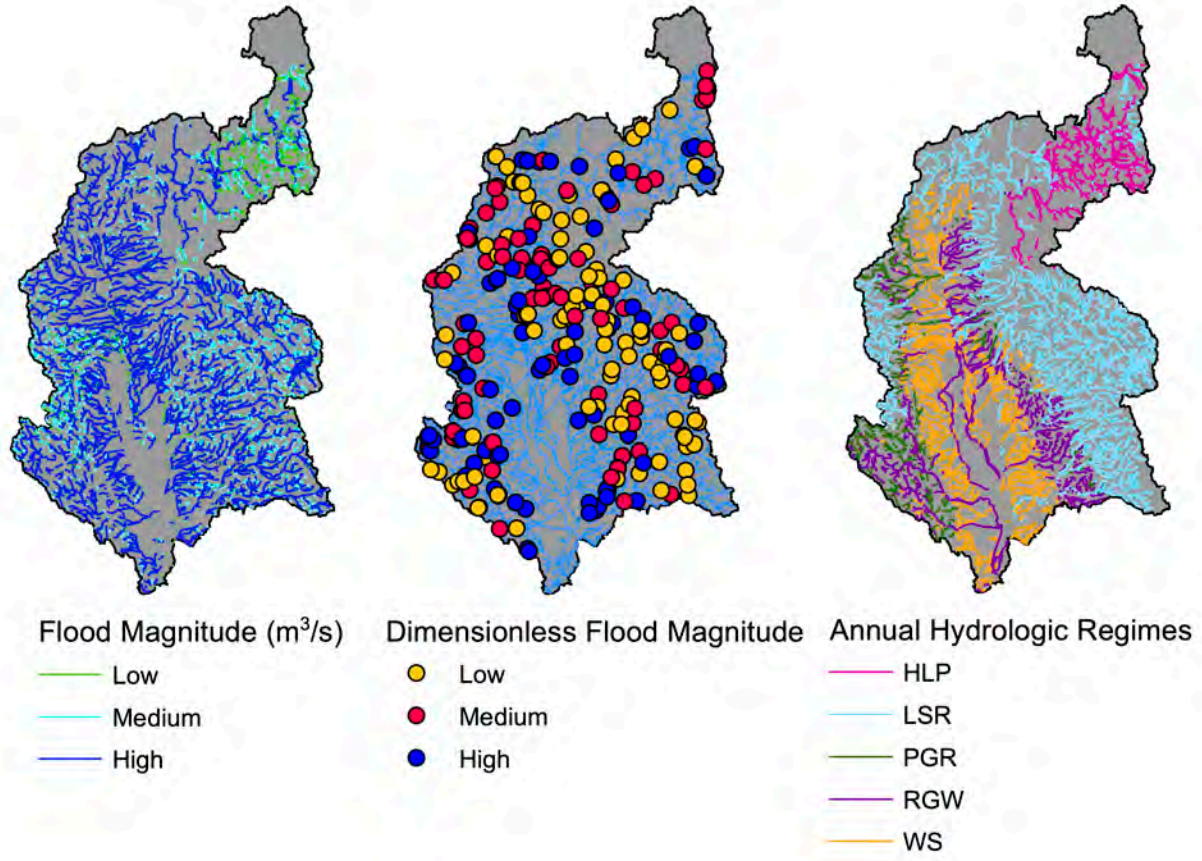 Flood Magnitude (m³/s)
Low
Medium
High
Dimensionless Flood Magnitude
Low
Medium
High
Annual Hydrologic Regimes
HLP
LSR
PGR
RGW
WS